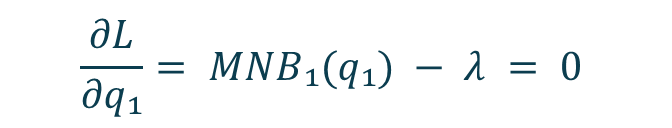 ∂L/∂q₁ = MNB₁(q₁) − λ = 0